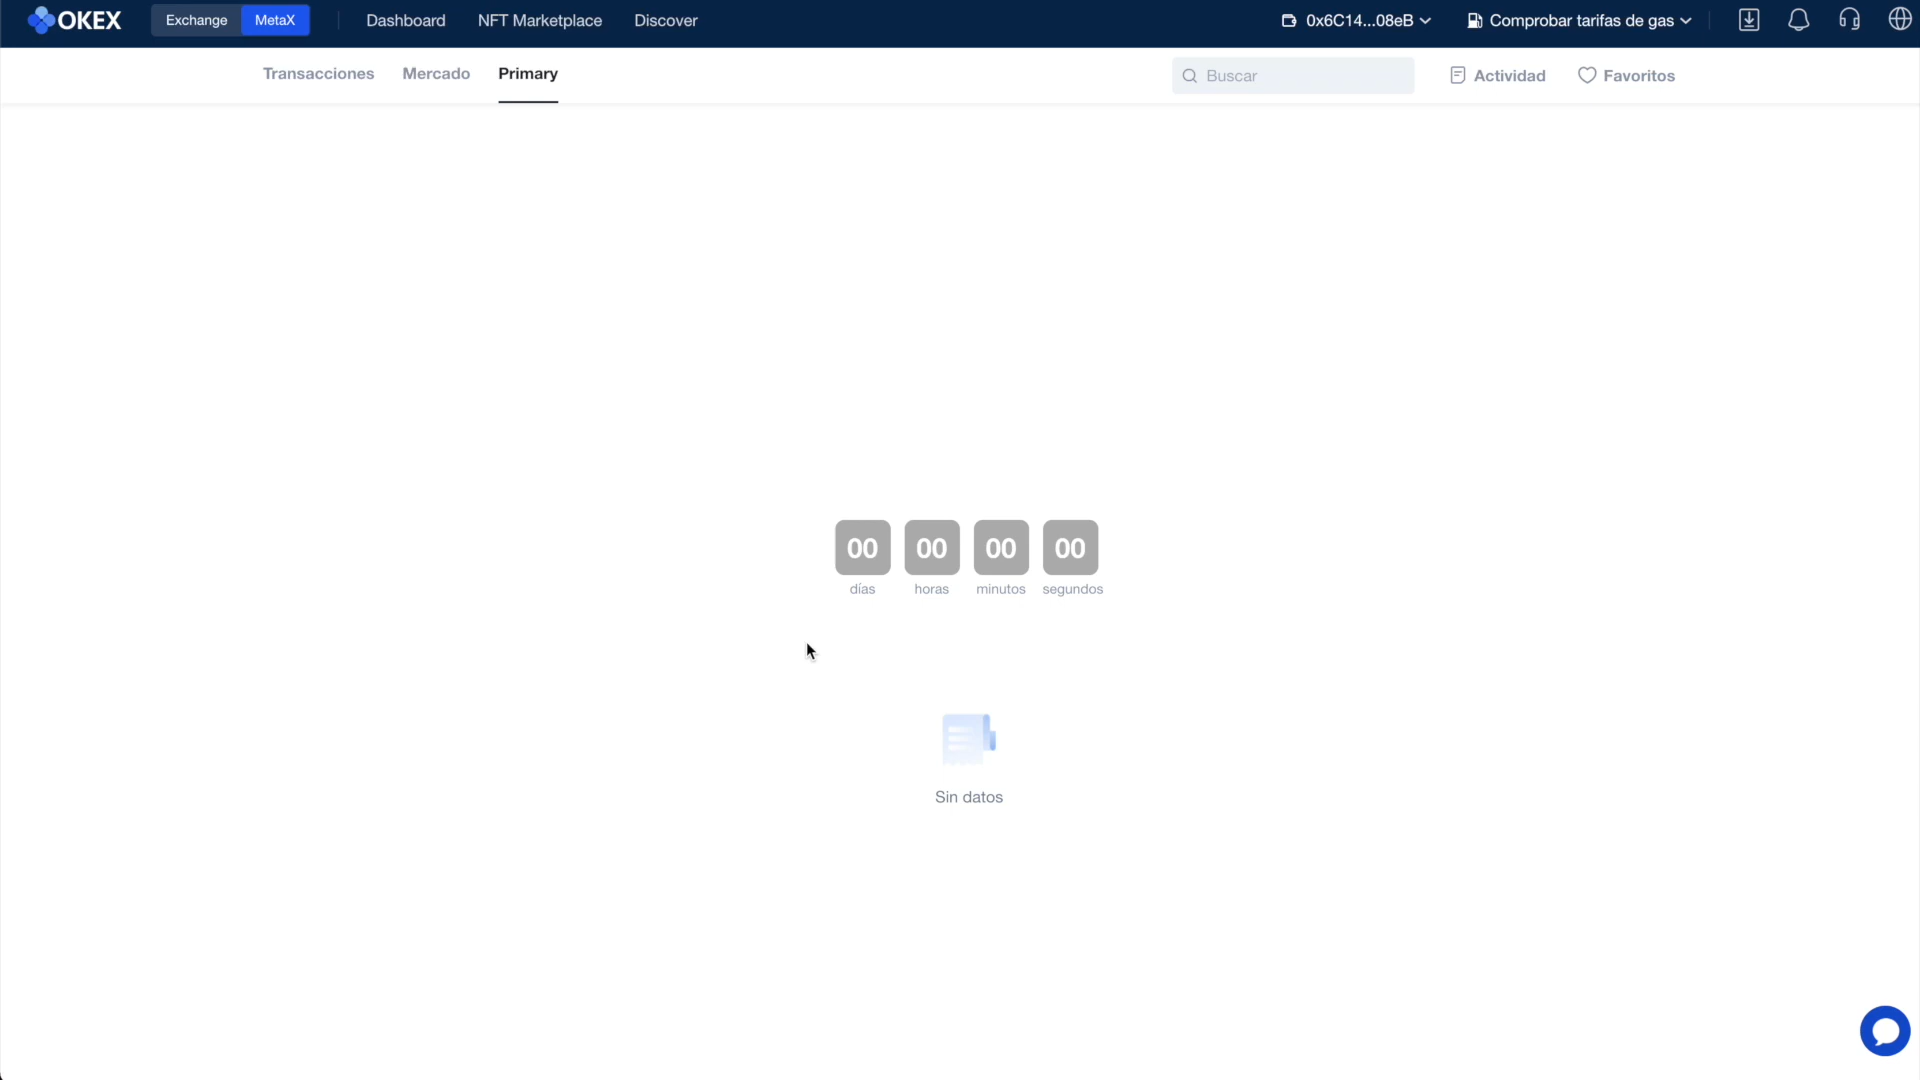 OKEX Exchange MetaX Dashboard NFT Marketplace Discover 0x6C14...08eB Comprobar tarifas de gas
Transacciones Mercado Primary Buscar Actividad Favoritos
00 00 00 00
días horas minutos segundos
Sin datos